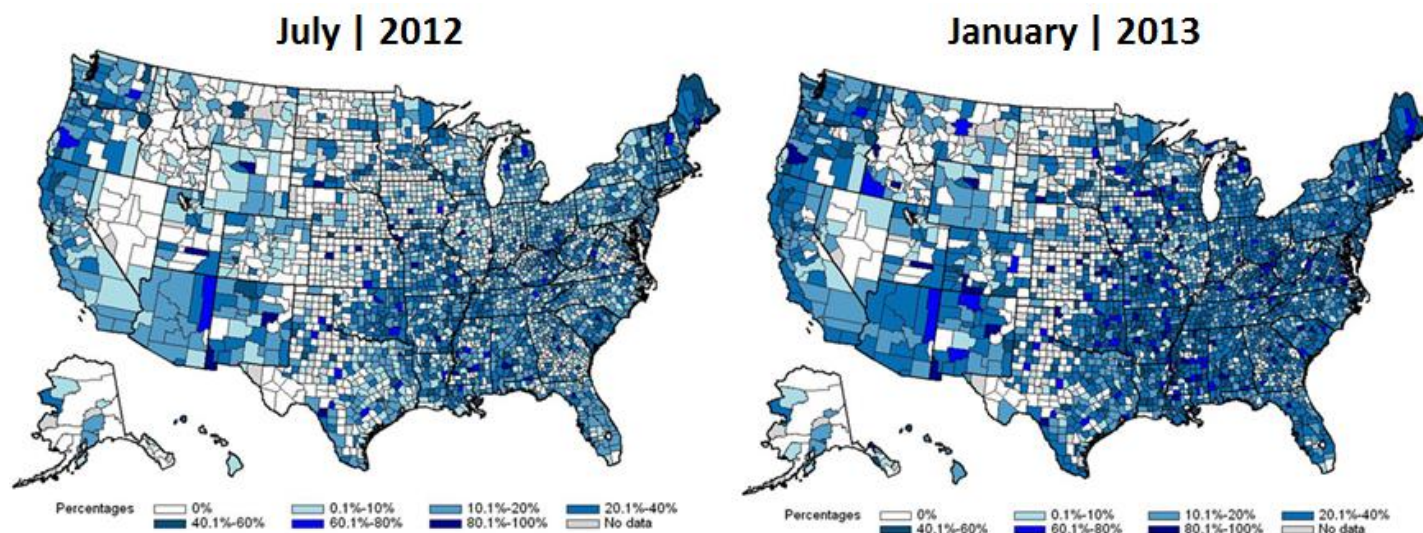 July | 2012
January | 2013
Percentages 0% 0.1%-10% 10.1%-20% 20.1%-40%
40.1%-60% 60.1%-80% 80.1%-100% No data
Percentages 0% 0.1%-10% 10.1%-20% 20.1%-40%
40.1%-60% 60.1%-80% 80.1%-100% No data